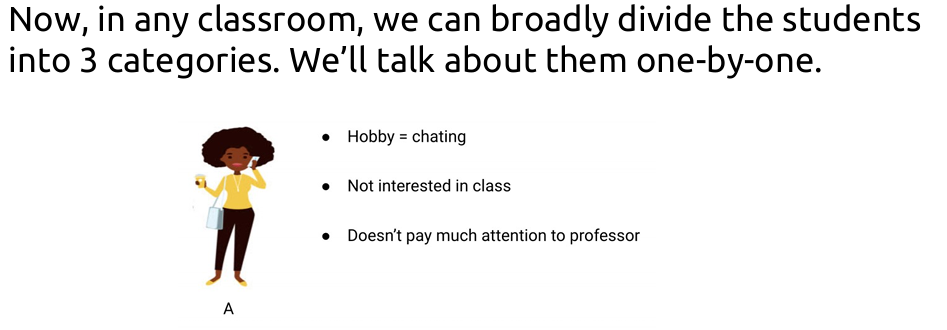 Now, in any classroom, we can broadly divide the students
into 3 categories. We’ll talk about them one-by-one.
● Hobby = chating
● Not interested in class
● Doesn’t pay much attention to professor
A